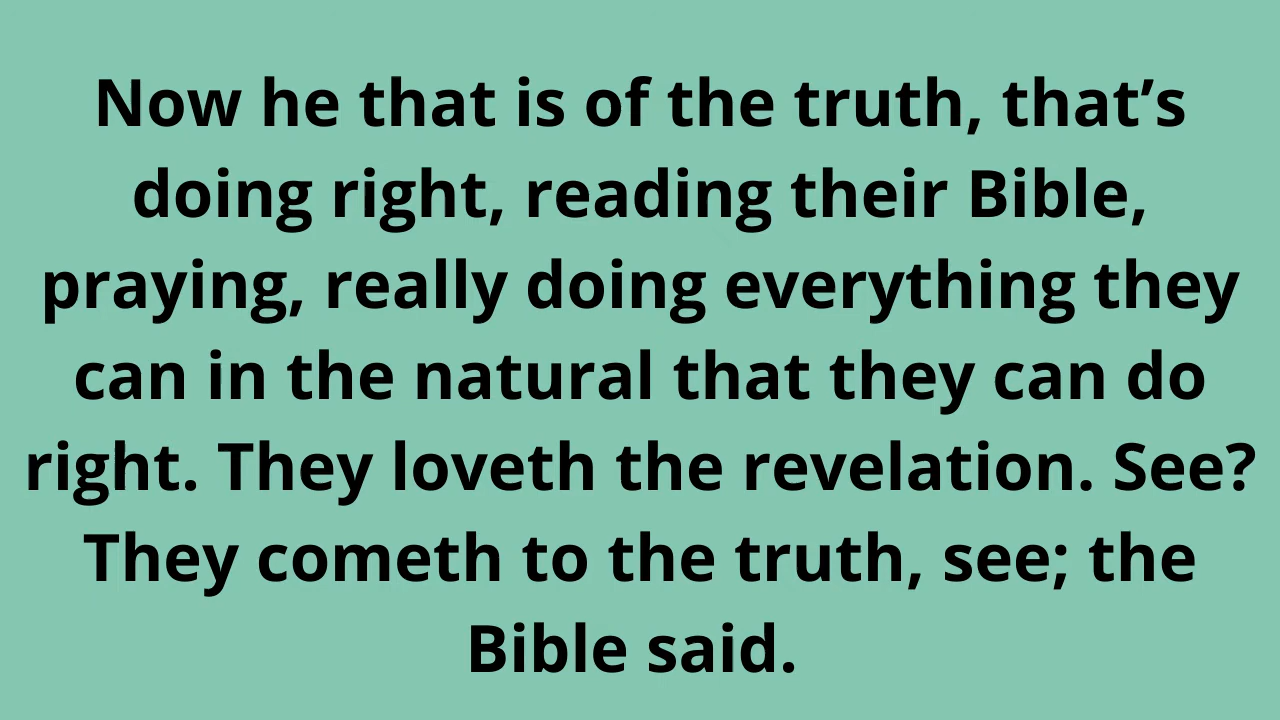 Now he that is of the truth, that’s
doing right, reading their Bible,
praying, really doing everything they
can in the natural that they can do
right. They loveth the revelation. See?
They cometh to the truth, see; the
Bible said.